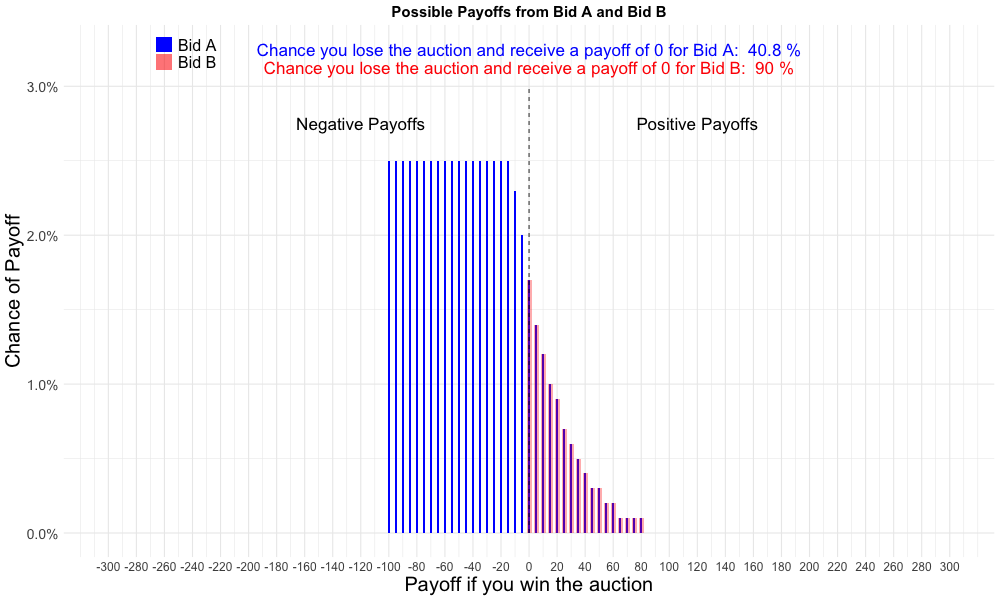 Possible Payoffs from Bid A and Bid B
Bid A
Bid B
Chance you lose the auction and receive a payoff of 0 for Bid A:  40.8 %
Chance you lose the auction and receive a payoff of 0 for Bid B:  90 %
Negative Payoffs
Positive Payoffs
Chance of Payoff
3.0%
2.0%
1.0%
0.0%
-300 -280 -260 -240 -220 -200 -180 -160 -140 -120 -100 -80 -60 -40 -20 0 20 40 60 80 100 120 140 160 180 200 220 240 260 280 300
Payoff if you win the auction